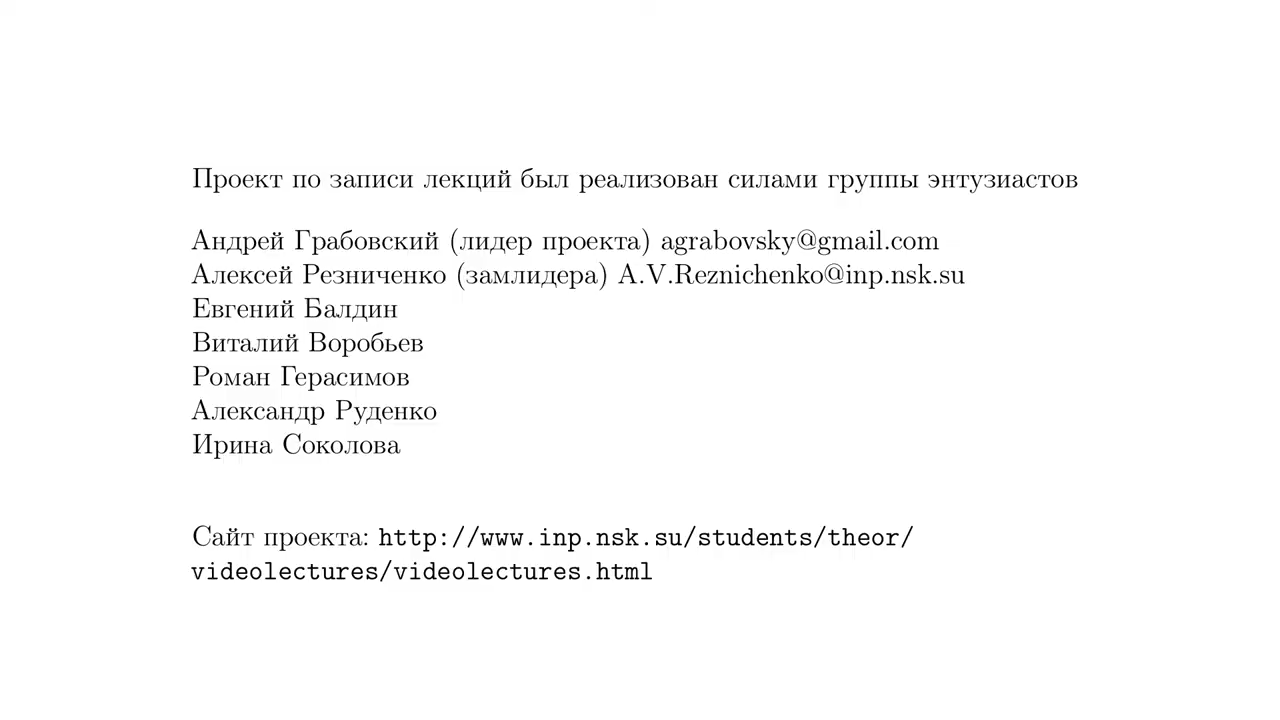 Проект по записи лекций был реализован силами группы энтузиастов
Андрей Грабовский (лидер проекта) agrabovsky@gmail.com
Алексей Резниченко (замлидера) A.V.Reznichenko@inp.nsk.su
Евгений Балдин
Виталий Воробьев
Роман Герасимов
Александр Руденко
Ирина Соколова
Сайт проекта: http://www.inp.nsk.su/students/theor/
videolectures/videolectures.html